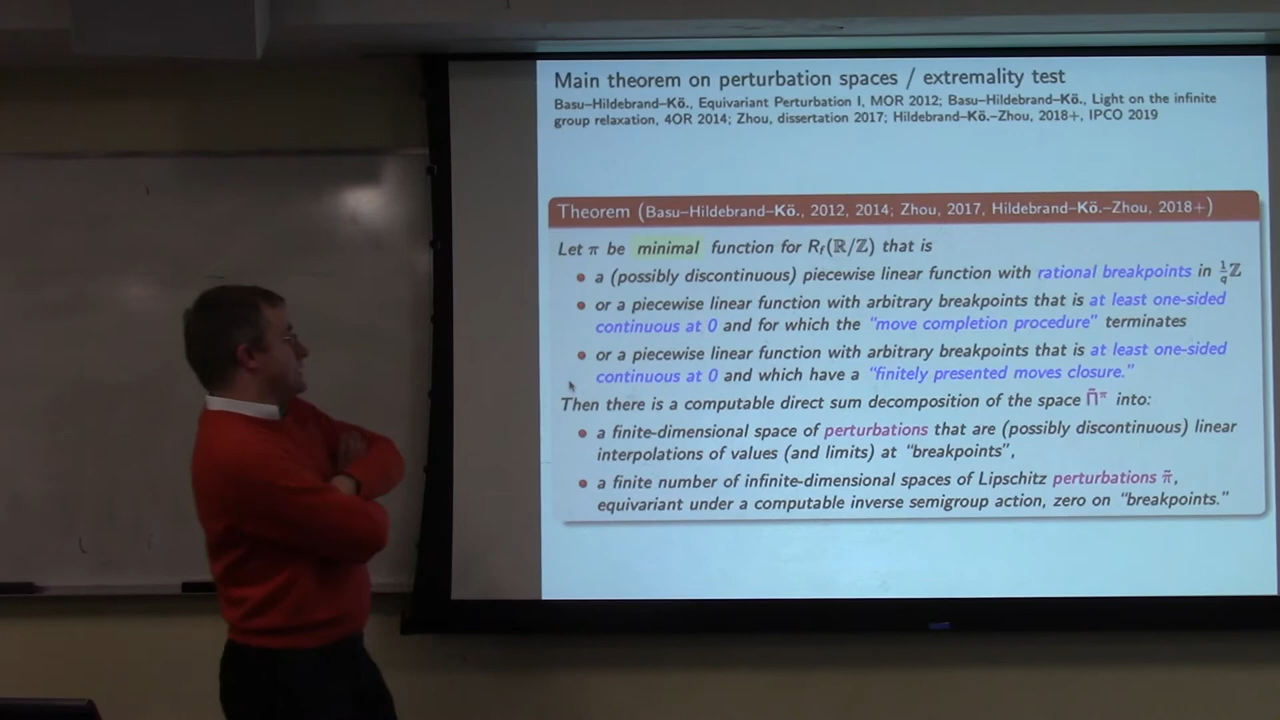 Main theorem on perturbation spaces / extremality test
Basu–Hildebrand–Kö., Equivariant Perturbation I, MOR 2012; Basu–Hildebrand–Kö., Light on the infinite
group relaxation, 4OR 2014; Zhou, dissertation 2017; Hildebrand–Kö.–Zhou, 2018+, IPCO 2019
Theorem (Basu–Hildebrand–Kö., 2012, 2014; Zhou, 2017, Hildebrand–Kö.–Zhou, 2018+)
Let π be minimal function for R_f(ℝ/ℤ) that is
• a (possibly discontinuous) piecewise linear function with rational breakpoints in 1/q ℤ
• or a piecewise linear function with arbitrary breakpoints that is at least one-sided
continuous at 0 and for which the "move completion procedure" terminates
• or a piecewise linear function with arbitrary breakpoints that is at least one-sided
continuous at 0 and which have a "finitely presented moves closure."
Then there is a computable direct sum decomposition of the space Π̃^π into:
• a finite-dimensional space of perturbations that are (possibly discontinuous) linear
interpolations of values (and limits) at "breakpoints",
• a finite number of infinite-dimensional spaces of Lipschitz perturbations π̃,
equivariant under a computable inverse semigroup action, zero on "breakpoints."